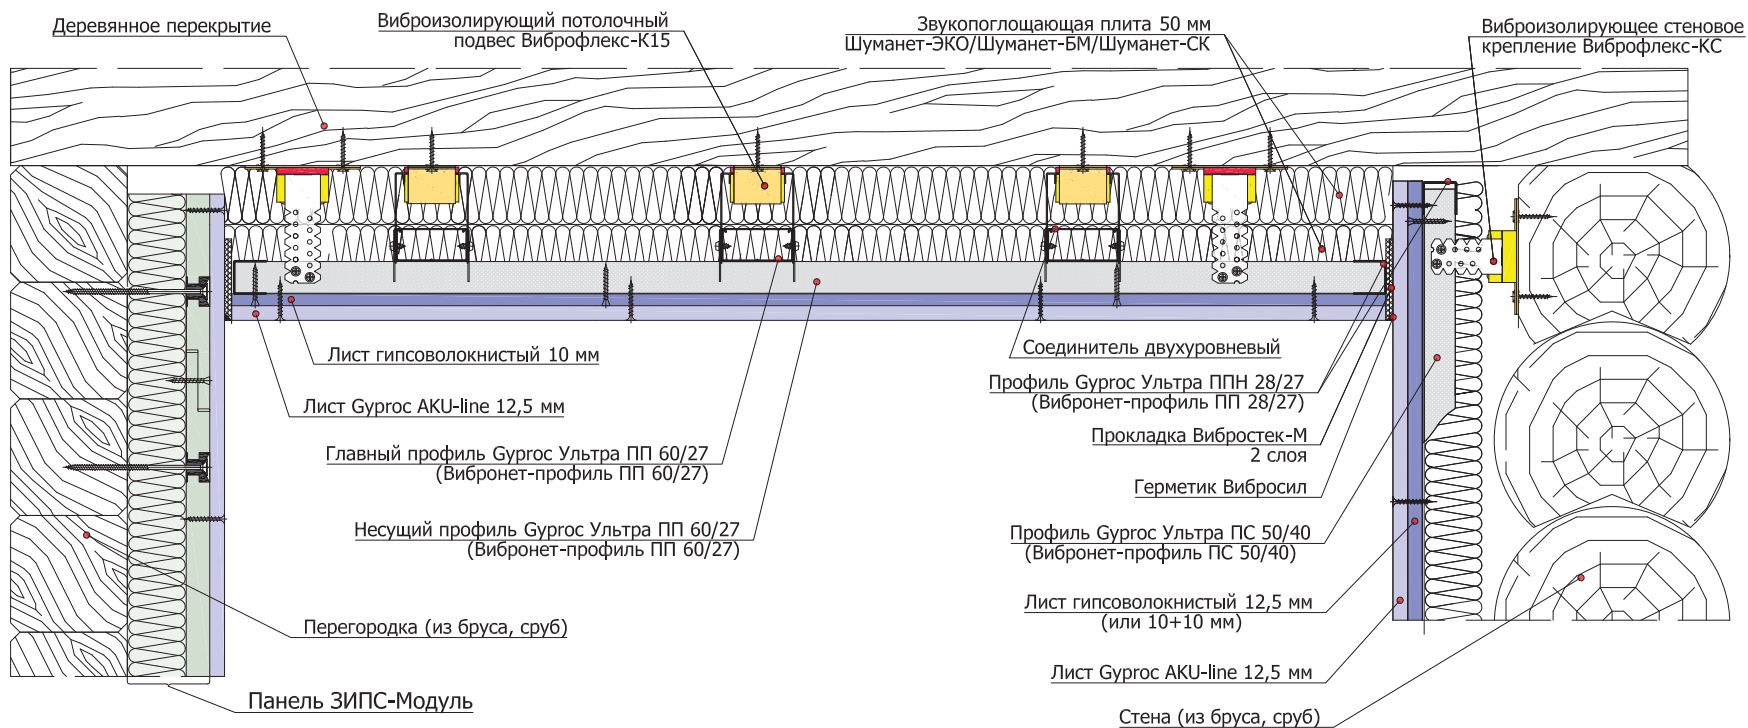 Деревянное перекрытие
Виброизолирующий потолочный
подвес Виброфлекс-К15
Звукопоглощающая плита 50 мм
Шуманет-ЭКО/Шуманет-БМ/Шуманет-СК
Виброизолирующее стеновое
крепление Виброфлекс-КС
Лист гипсоволокнистый 10 мм
Лист Gyproc AKU-line 12,5 мм
Главный профиль Gyproc Ультра ПП 60/27
(Вибронет-профиль ПП 60/27)
Несущий профиль Gyproc Ультра ПП 60/27
(Вибронет-профиль ПП 60/27)
Перегородка (из бруса, сруб)
Панель ЗИПС-Модуль
Соединитель двухуровневый
Профиль Gyproc Ультра ППН 28/27
(Вибронет-профиль ПП 28/27)
Прокладка Вибростек-М
2 слоя
Герметик Вибросил
Профиль Gyproc Ультра ПС 50/40
(Вибронет-профиль ПС 50/40)
Лист гипсоволокнистый 12,5 мм
(или 10+10 мм)
Лист Gyproc AKU-line 12,5 мм
Стена (из бруса, сруб)